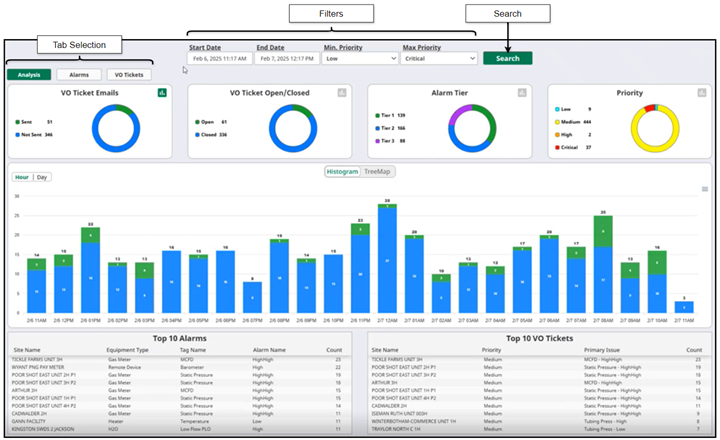 Filters
Search
Tab Selection
Start Date End Date Min. Priority Max Priority
Feb 6, 2025 11:17 AM Feb 7, 2025 12:17 PM Low Critical Search
Analysis Alarms VO Tickets
VO Ticket Emails VO Ticket Open/Closed Alarm Tier Priority
Sent 51
Not Sent 346
Open 61
Closed 336
Tier 1 139
Tier 2 166
Tier 3 88
Low 9
Medium 444
High 2
Critical 37
Hour | Day
Histogram TreeMap
30
25
20
15
10
5
0
14 15 22 13 13 16 15 16 8 19 14 15 23 28 20 10 13 12 17 20 17 25 13 16 3
2/6 11AM 2/6 12PM 2/6 01PM 2/6 02PM 2/6 03PM 2/6 04PM 2/6 05PM 2/6 06PM 2/6 07PM 2/6 08PM 2/6 09PM 2/6 10PM 2/6 11PM 2/7 12AM 2/7 01AM 2/7 02AM 2/7 03AM 2/7 04AM 2/7 05AM 2/7 06AM 2/7 07AM 2/7 08AM 2/7 09AM 2/7 10AM 2/7 11AM
Top 10 Alarms
Site Name Equipment Type Tag Name Alarm Name Count
TICKLE FARMS UNIT 3H Gas Meter MCFD HighHigh 23
WYANT PNG PAY METER Remote Device Barometer High 22
POOR SHOT EAST UNIT 2H P1 Gas Meter Static Pressure HighHigh 19
POOR SHOT EAST UNIT 3H P2 Gas Meter Static Pressure HighHigh 18
ARTHUR 3H Gas Meter MCFD HighHigh 15
POOR SHOT EAST UNIT 1H P1 Gas Meter Static Pressure HighHigh 14
POOR SHOT EAST UNIT 4H P2 Gas Meter Static Pressure HighHigh 14
CADWALDER 2H Gas Meter Static Pressure HighHigh 11
GANN FACILITY Heater Temperature Low 11
KINGSTON SWDS 2 JACKSON H2O Low Flow PLO High 11
Top 10 VO Tickets
Site Name Priority Primary Issue Count
TICKLE FARMS UNIT 3H Medium MCFD - HighHigh 23
POOR SHOT EAST UNIT 2H P1 Medium Static Pressure - HighHigh 19
POOR SHOT EAST UNIT 3H P2 Medium Static Pressure - HighHigh 18
ARTHUR 3H Medium MCFD - HighHigh 15
POOR SHOT EAST UNIT 1H P1 Medium Static Pressure - HighHigh 14
POOR SHOT EAST UNIT 4H P2 Medium Static Pressure - HighHigh 14
CADWALDER 2H Medium Static Pressure - HighHigh 11
Medium Static Pressure - HighHigh 9
WINTERBOTHAM-COMMERCE UNIT 1H Medium Tubing Press - High 8
TRAYLOR NORTH C 1H Medium Tubing Press - Low 8